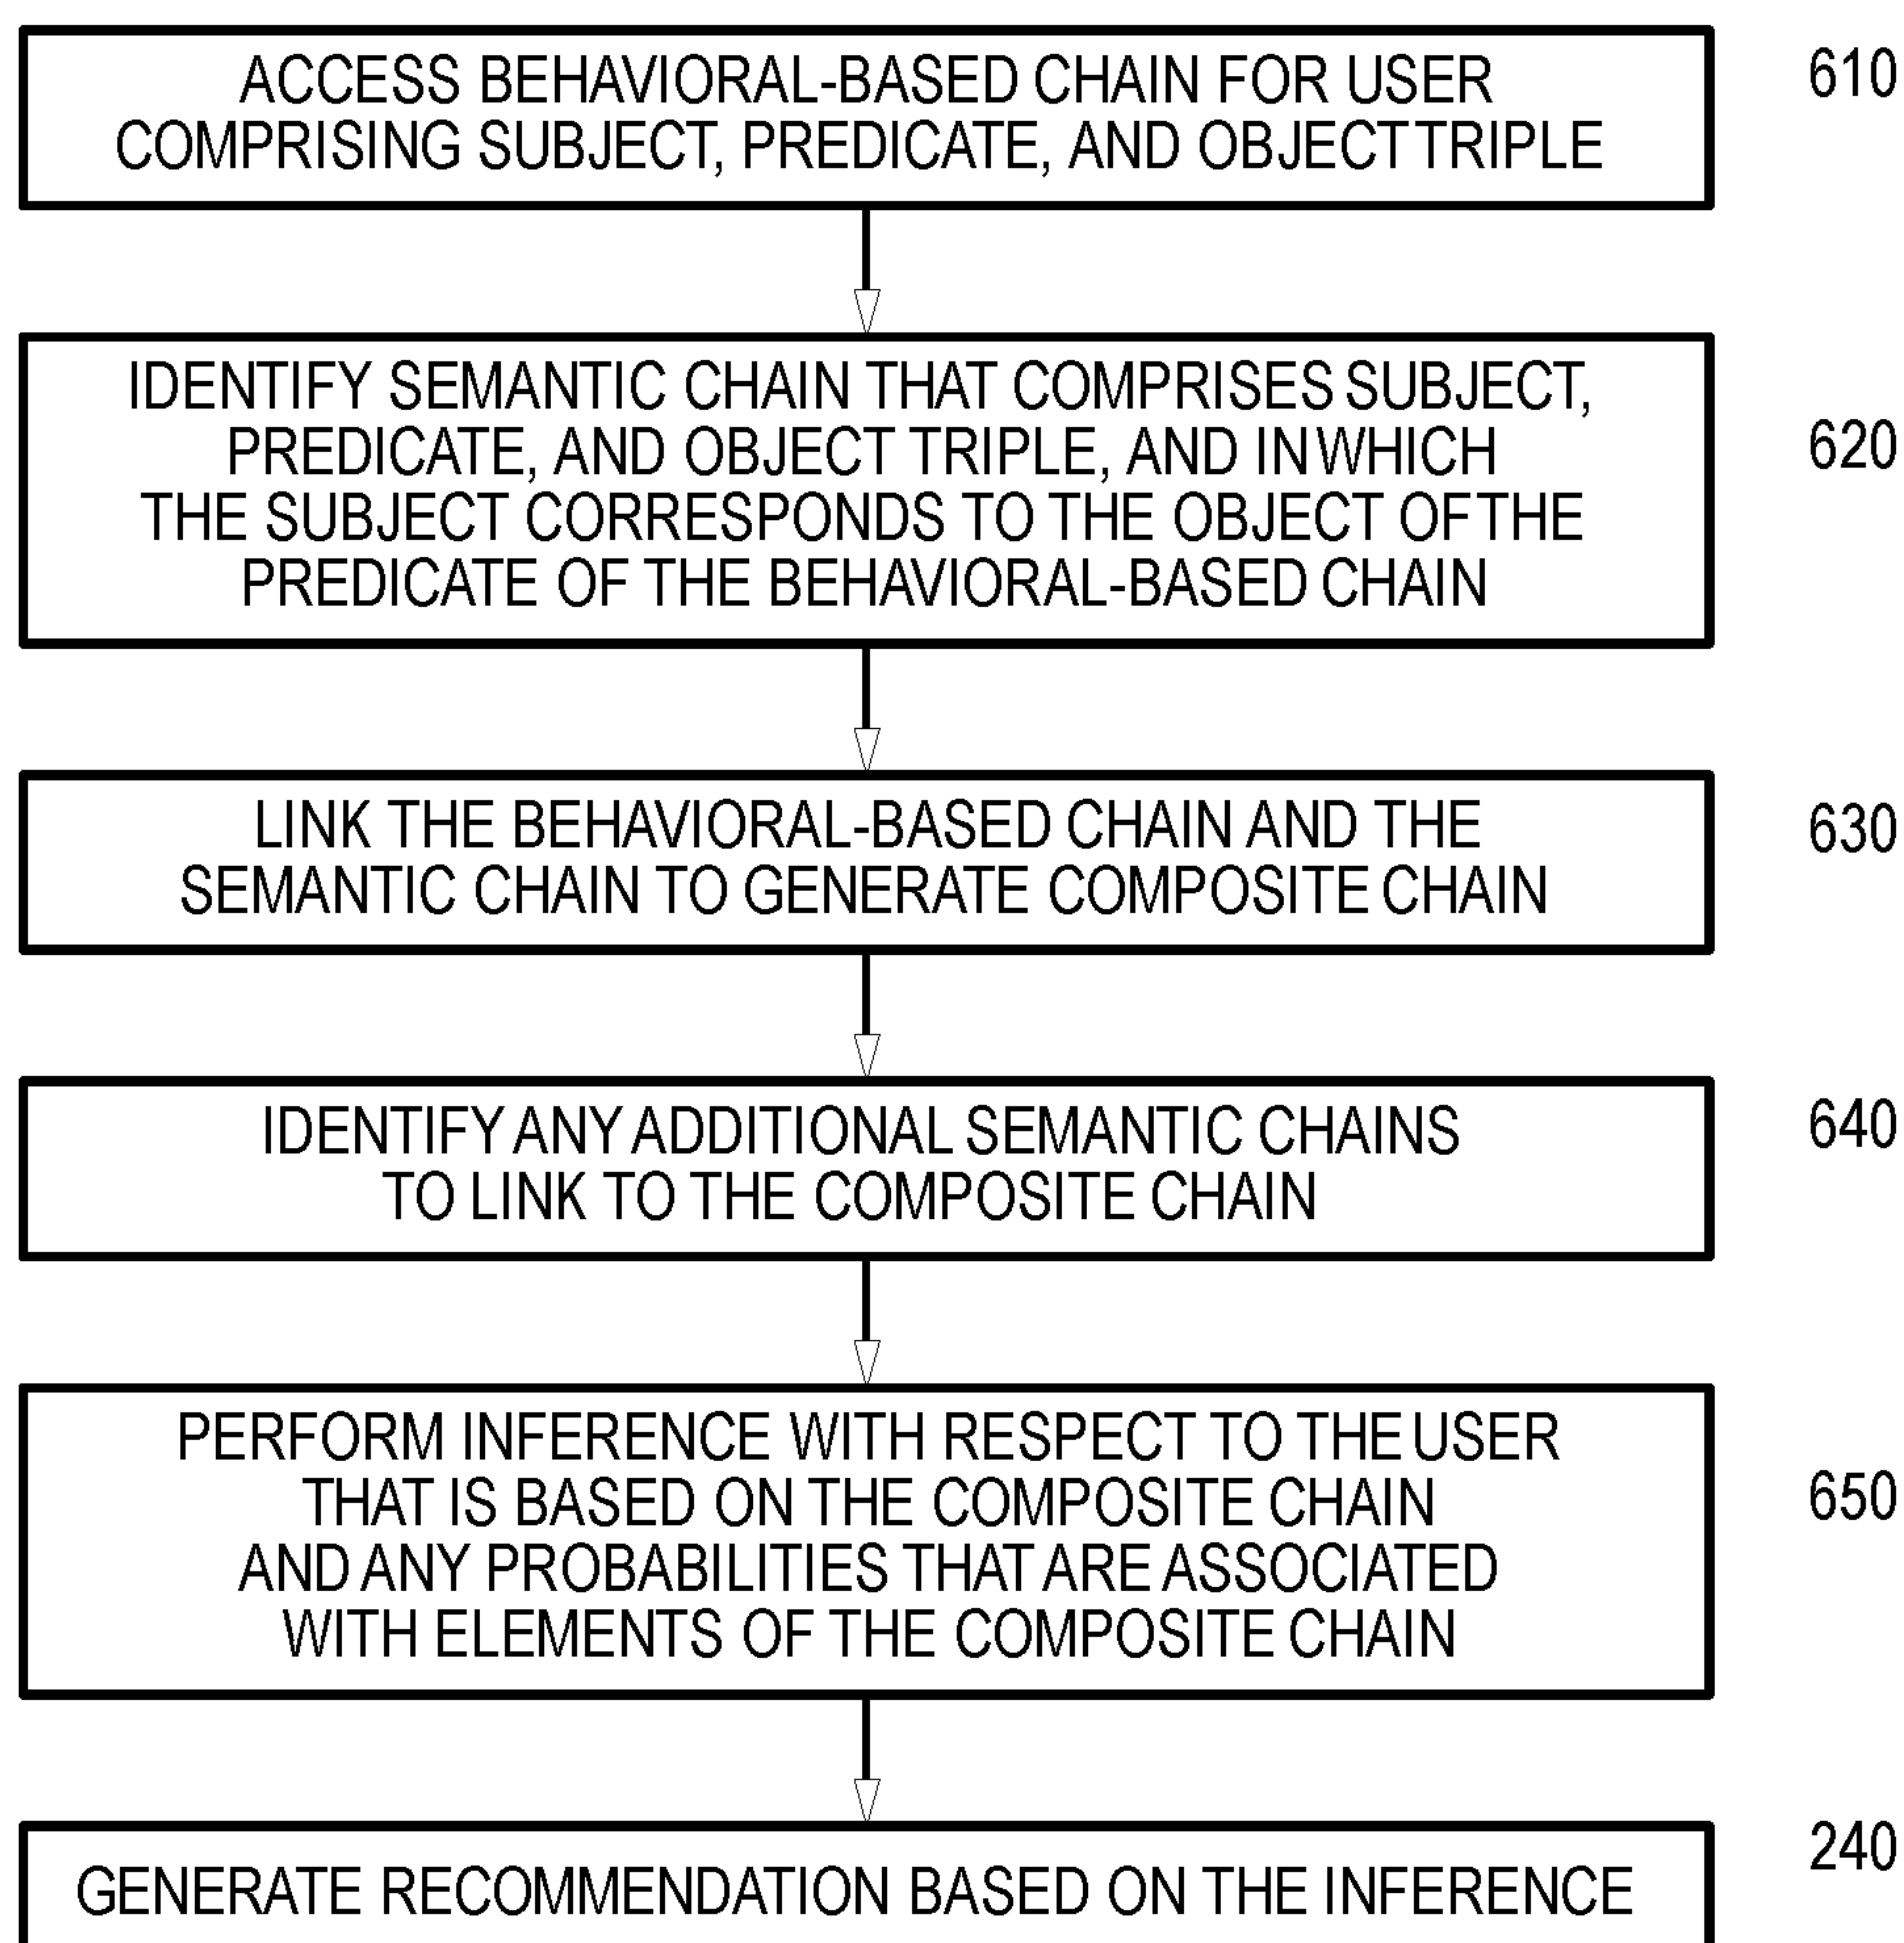 ACCESS BEHAVIORAL-BASED CHAIN FOR USER
COMPRISING SUBJECT, PREDICATE, AND OBJECT TRIPLE
610
IDENTIFY SEMANTIC CHAIN THAT COMPRISES SUBJECT,
PREDICATE, AND OBJECT TRIPLE, AND IN WHICH
THE SUBJECT CORRESPONDS TO THE OBJECT OF THE
PREDICATE OF THE BEHAVIORAL-BASED CHAIN
620
LINK THE BEHAVIORAL-BASED CHAIN AND THE
SEMANTIC CHAIN TO GENERATE COMPOSITE CHAIN
630
IDENTIFY ANY ADDITIONAL SEMANTIC CHAINS
TO LINK TO THE COMPOSITE CHAIN
640
PERFORM INFERENCE WITH RESPECT TO THE USER
THAT IS BASED ON THE COMPOSITE CHAIN
AND ANY PROBABILITIES THAT ARE ASSOCIATED
WITH ELEMENTS OF THE COMPOSITE CHAIN
650
GENERATE RECOMMENDATION BASED ON THE INFERENCE
240